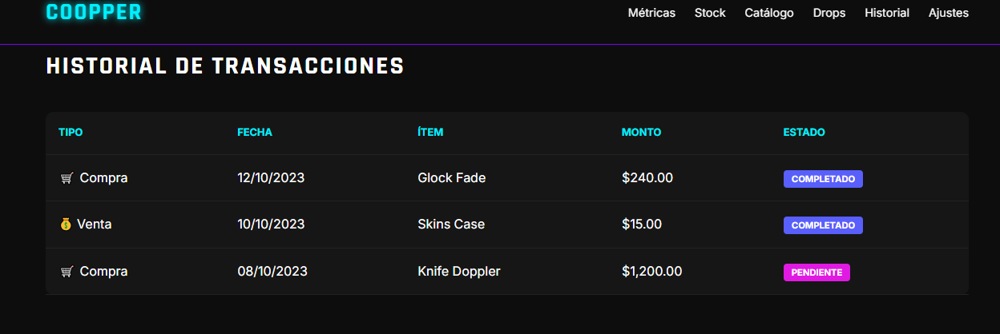 COOPPER
Métricas Stock Catálogo Drops Historial Ajustes
HISTORIAL DE TRANSACCIONES
TIPO FECHA ÍTEM MONTO ESTADO
🛒 Compra 12/10/2023 Glock Fade $240.00 COMPLETADO
💰 Venta 10/10/2023 Skins Case $15.00 COMPLETADO
🛒 Compra 08/10/2023 Knife Doppler $1,200.00 PENDIENTE